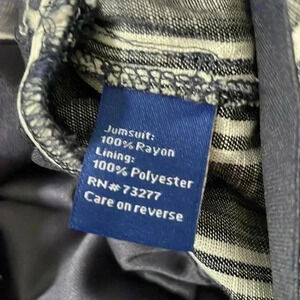 Jumsuit:
100% Rayon
Lining:
100% Polyester
RN# 73277
Care on reverse